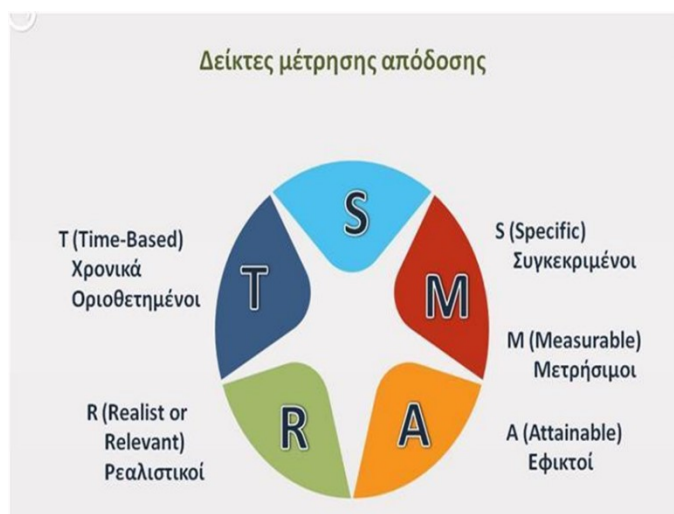 Δείκτες μέτρησης απόδοσης
S
M
A
R
T
S (Specific)
Συγκεκριμένοι
M (Measurable)
Μετρήσιμοι
A (Attainable)
Εφικτοί
R (Realist or
Relevant)
Ρεαλιστικοί
T (Time-Based)
Χρονικά
Οριοθετημένοι